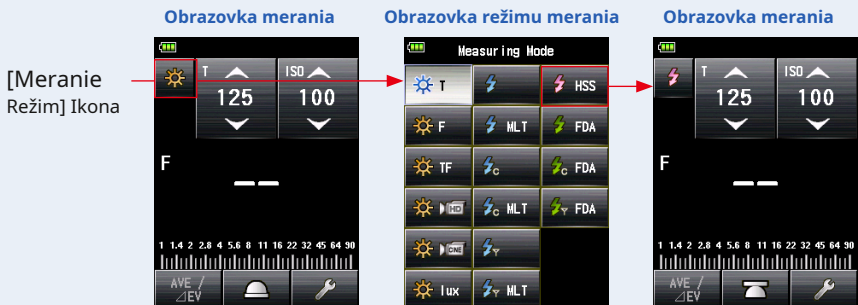 Obrazovka merania
Obrazovka režimu merania
Obrazovka merania
[Meranie
Režim] Ikona
T
125
ISO
100
F
1 1.4 2 2.8 4 5.6 8 11 16 22 32 45 64 90
AVE /
⊿EV
Measuring Mode
T
HSS
F
MLT
FDA
TF
C
C FDA
HD
C MLT
Y FDA
CINE
Y
lux
Y MLT
T
125
ISO
100
F
1 1.4 2 2.8 4 5.6 8 11 16 22 32 45 64 90
AVE /
⊿EV